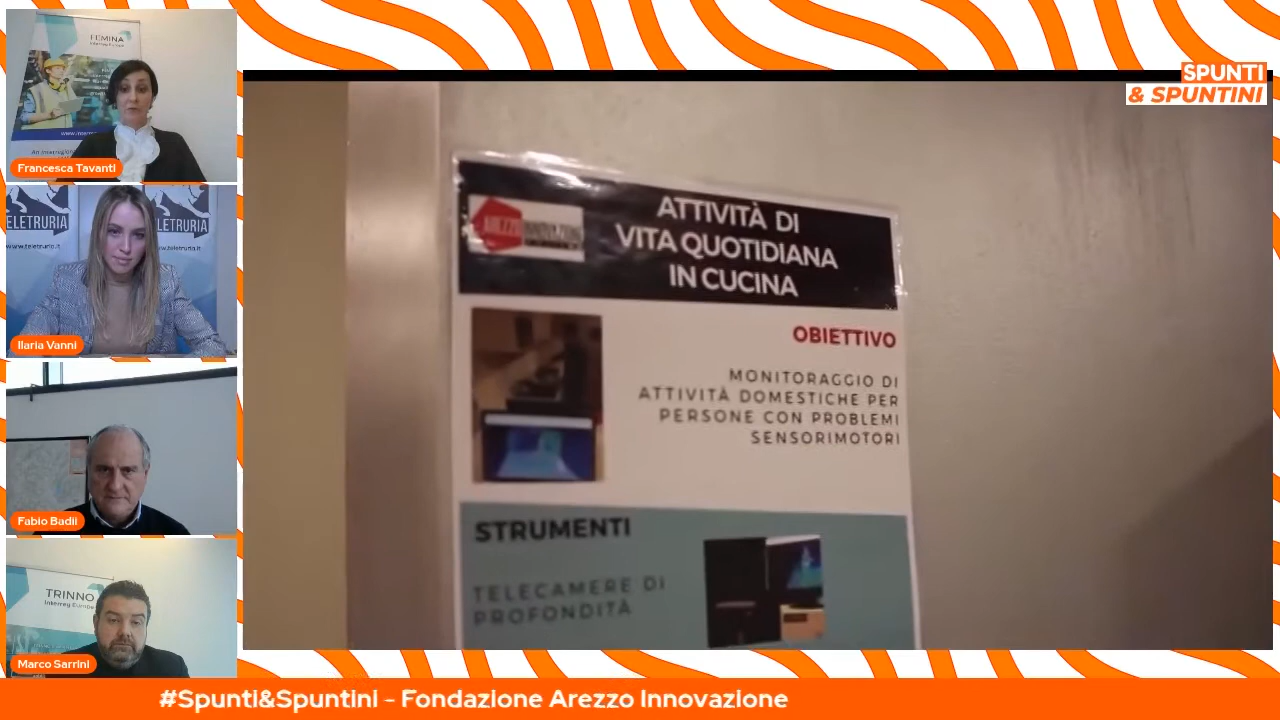 FEMINA
Interreg Europe
Francesca Tavanti
TELETRURIA
www.teletruria.it
Ilaria Vanni
Fabio Badii
TRINNO
Interreg Europe
Marco Sarrini
SPUNTI
& SPUNTINI
ATTIVITÀ DI
VITA QUOTIDIANA
IN CUCINA
OBIETTIVO
MONITORAGGIO DI
ATTIVITÀ DOMESTICHE PER
PERSONE CON PROBLEMI
SENSORIMOTORI
STRUMENTI
TELECAMERE DI
PROFONDITÀ
#Spunti&Spuntini - Fondazione Arezzo Innovazione